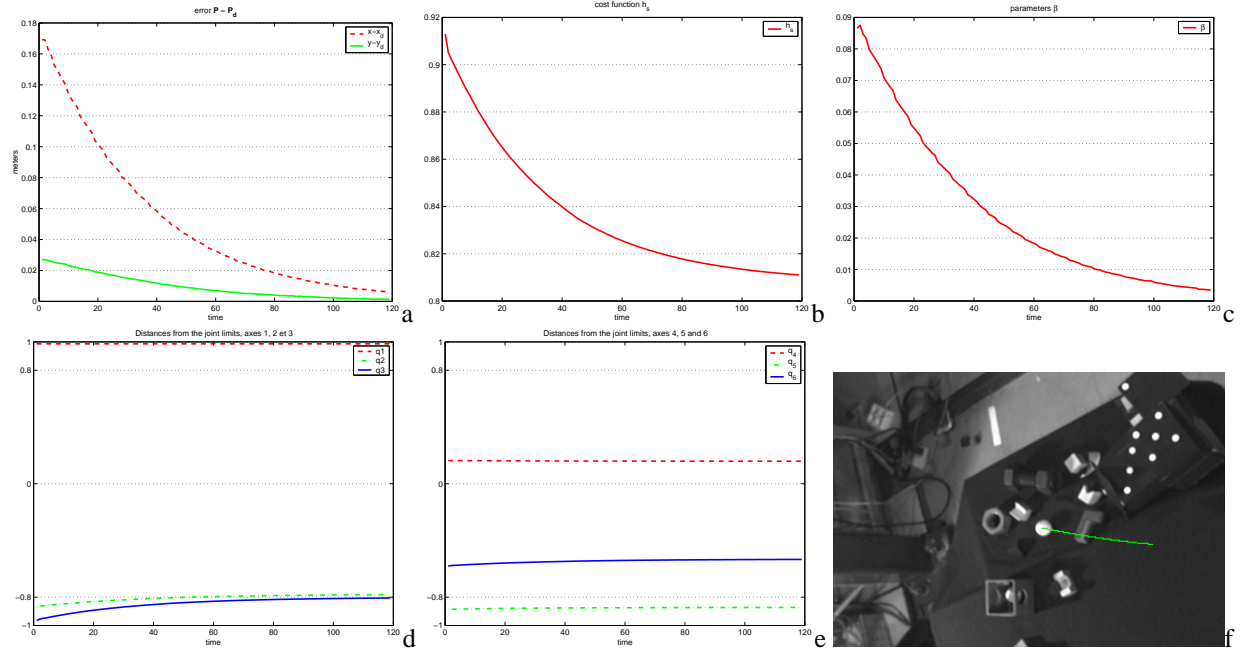 error P − P_d
0.18
0.16
0.14
0.12
0.1
0.08
0.06
0.04
0.02
0
meters
0 20 40 60 80 100 120
time
x−x_d
y−y_d
a
cost function h_s
0.92
0.9
0.88
0.86
0.84
0.82
0.8
0 20 40 60 80 100 120
time
h_s
b
parameters β
0.09
0.08
0.07
0.06
0.05
0.04
0.03
0.02
0.01
0
0 20 40 60 80 100 120
time
β
c
Distances from the joint limits, axes 1, 2 et 3
1
0.8
0
−0.8
−1
0 20 40 60 80 100 120
time
q1
q2
q3
d
Distances from the joint limits, axes 4, 5 and 6
1
0.8
0
−0.8
−1
0 20 40 60 80 100 120
time
q_4
q_5
q_6
e
f